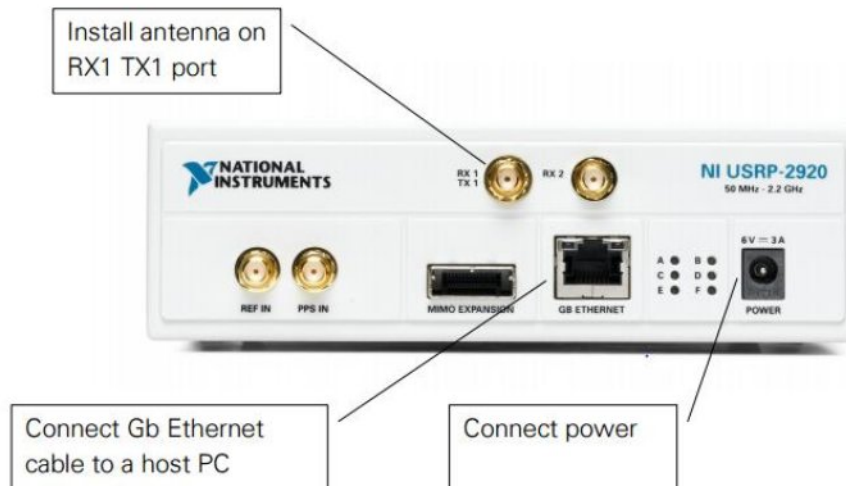 Install antenna on
RX1 TX1 port
NATIONAL
INSTRUMENTS
RX 1
TX 1
RX 2
NI USRP-2920
50 MHz - 2.2 GHz
6V ⎓ 3A
A B
C D
E F
REF IN
PPS IN
MIMO EXPANSION
GB ETHERNET
POWER
Connect Gb Ethernet
cable to a host PC
Connect power